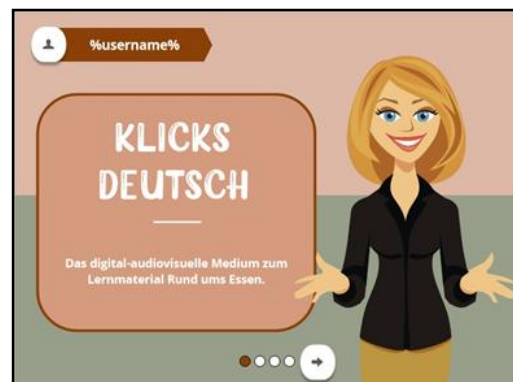 %username%
KLICKS
DEUTSCH
Das digital-audiovisuelle Medium zum
Lernmaterial Rund ums Essen.